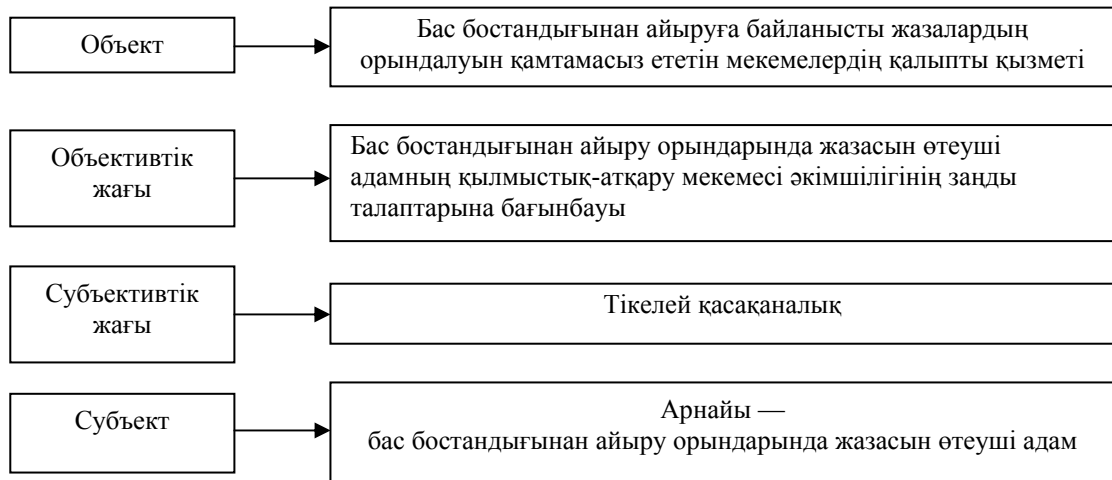 Объект
Бас бостандығынан айыруға байланысты жазалардың
орындалуын қамтамасыз ететін мекемелердің қалыпты қызметі
Объективтік
жағы
Бас бостандығынан айыру орындарында жазасын өтеуші
адамның қылмыстық-атқару мекемесі әкімшілігінің заңды
талаптарына бағынбауы
Субъективтік
жағы
Тікелей қасақаналық
Субъект
Арнайы —
бас бостандығынан айыру орындарында жазасын өтеуші адам